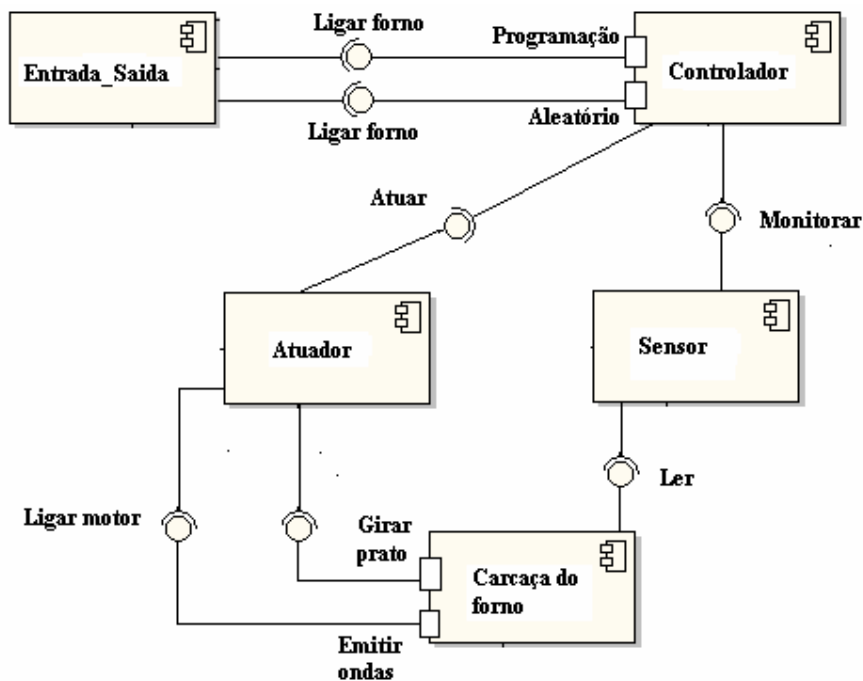 Ligar forno
Programação
Entrada_Saida
Controlador
Ligar forno
Aleatório
Atuar
Monitorar
Atuador
Sensor
Ler
Ligar motor
Girar
prato
Carcaça do
forno
Emitir
ondas